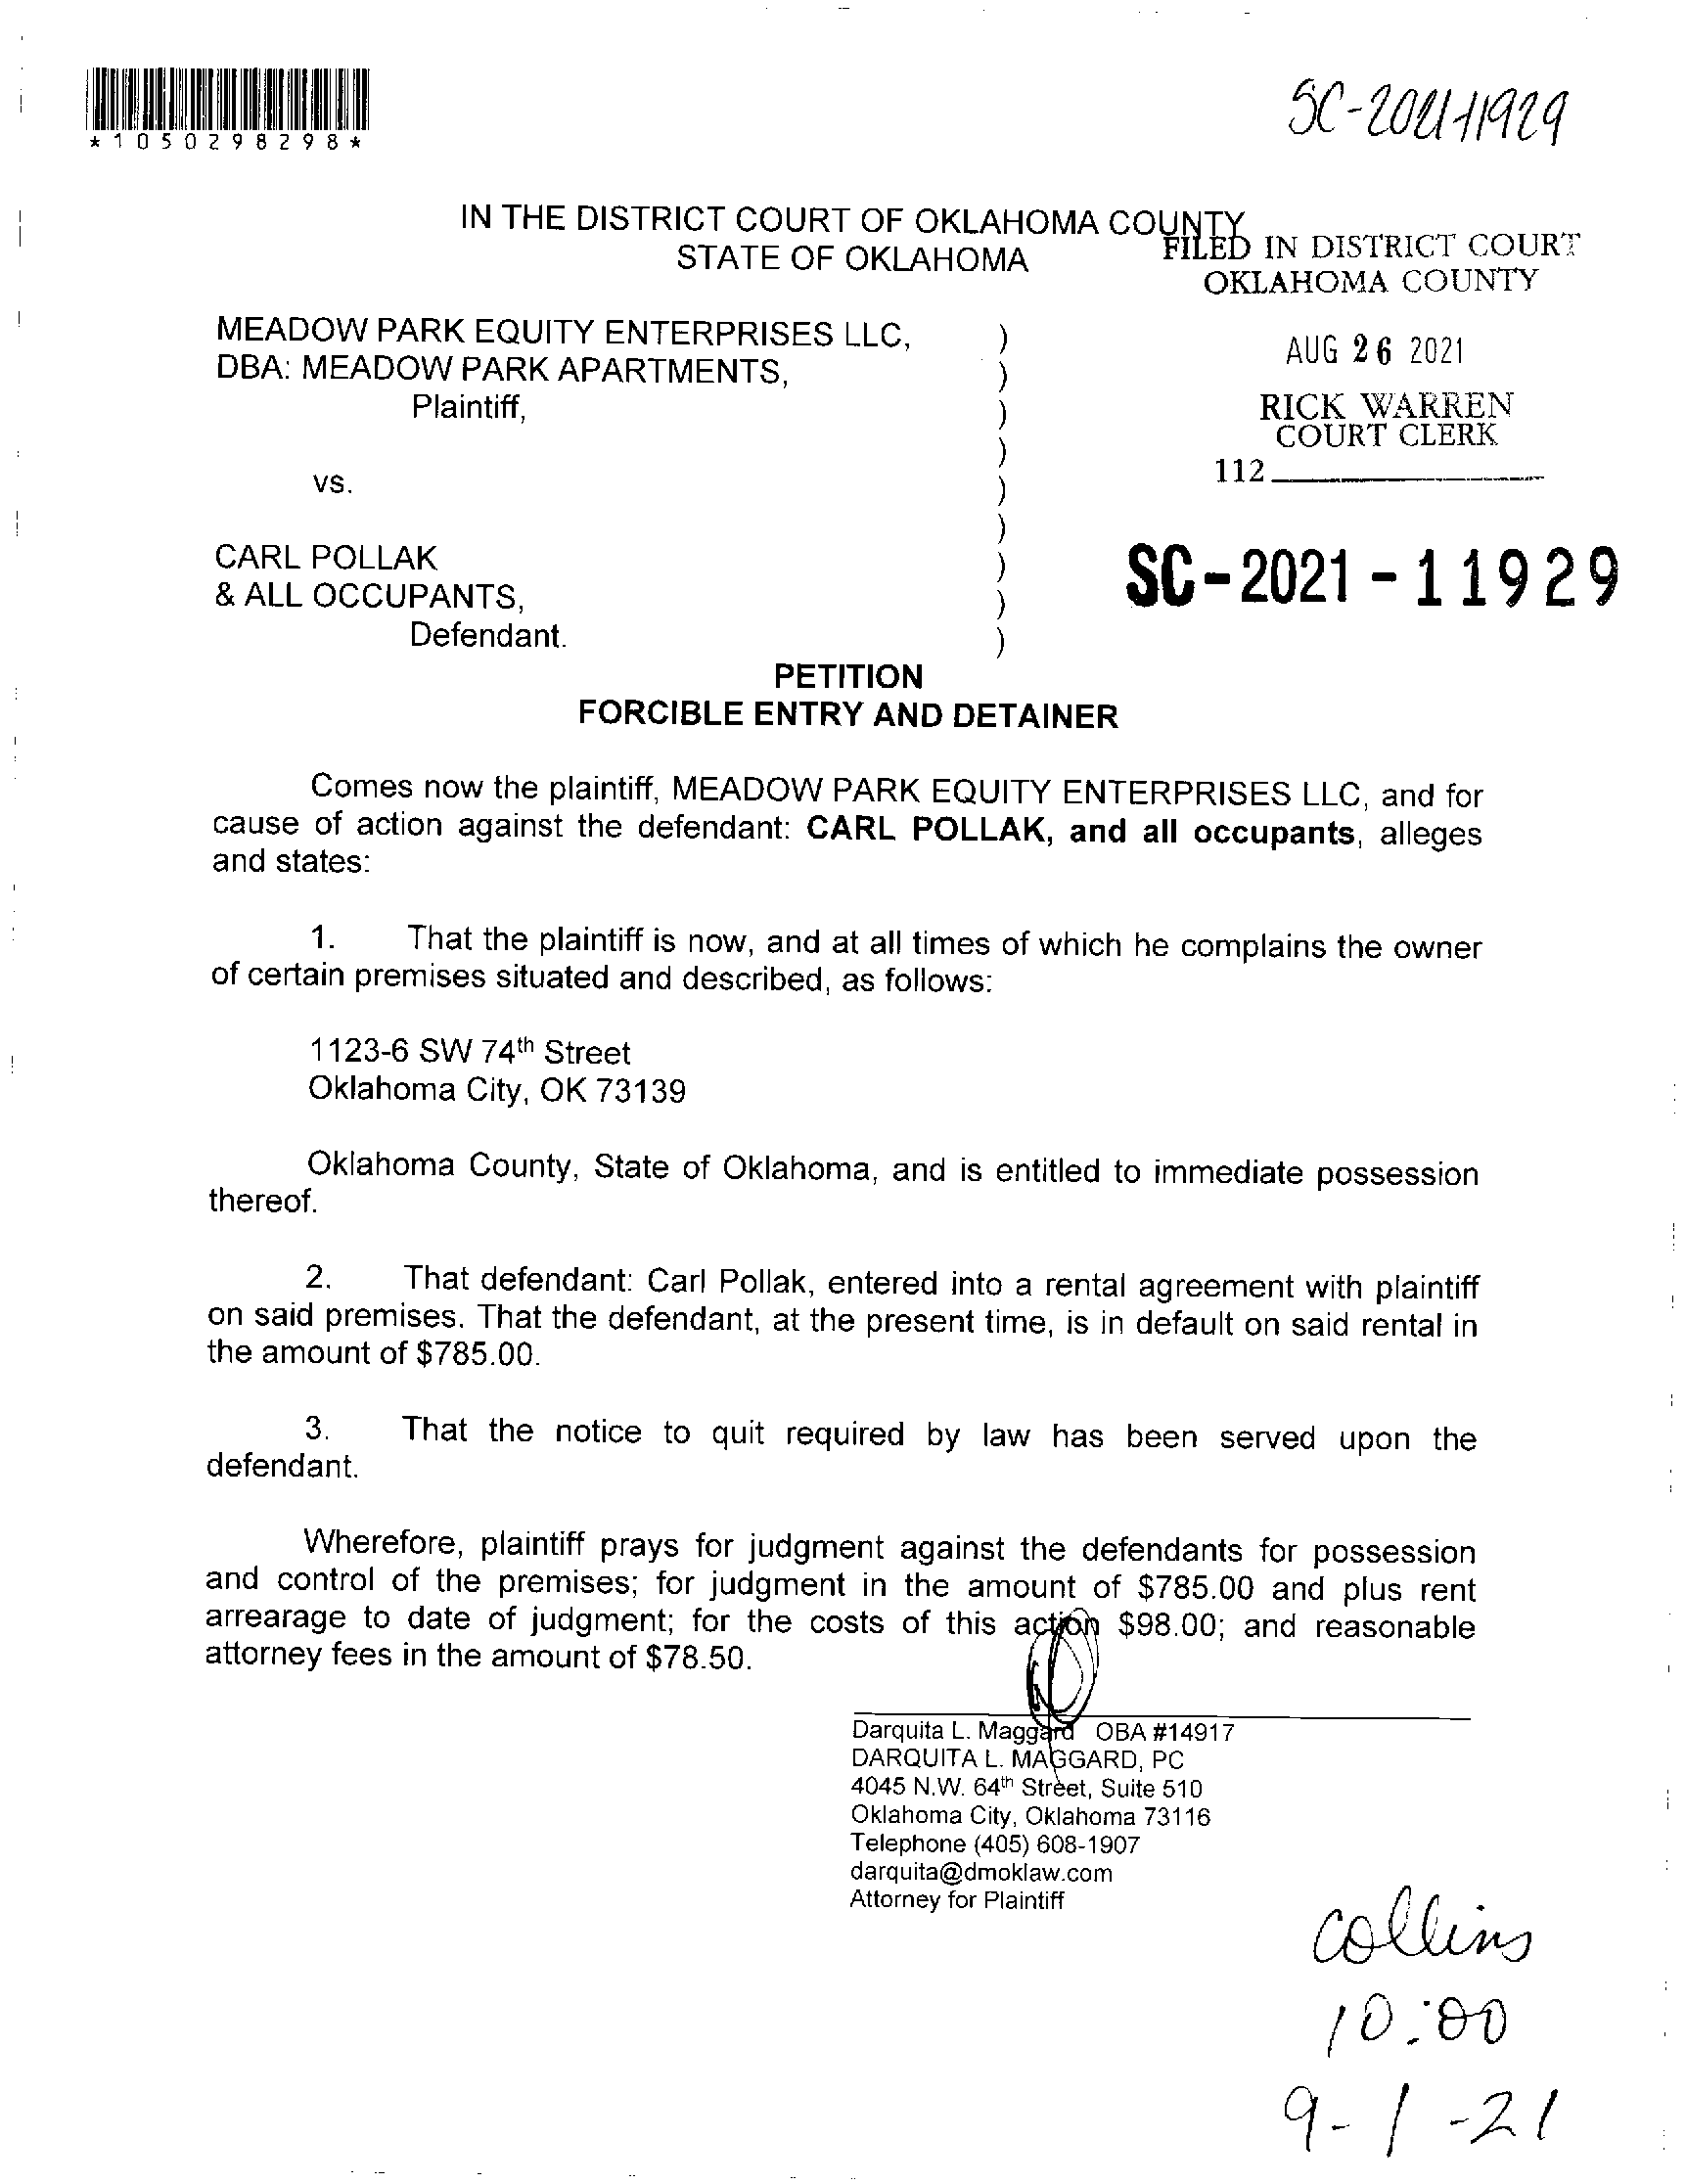 SC-2021-11929
*1050298298*
IN THE DISTRICT COURT OF OKLAHOMA COUNTY
STATE OF OKLAHOMA
FILED IN DISTRICT COURT
OKLAHOMA COUNTY
AUG 26 2021
RICK WARREN
COURT CLERK
112
MEADOW PARK EQUITY ENTERPRISES LLC, )
DBA: MEADOW PARK APARTMENTS, )
Plaintiff, )
)
vs. )
)
CARL POLLAK )
& ALL OCCUPANTS, )
Defendant. )
SC-2021-11929
PETITION
FORCIBLE ENTRY AND DETAINER
Comes now the plaintiff, MEADOW PARK EQUITY ENTERPRISES LLC, and for
cause of action against the defendant: CARL POLLAK, and all occupants, alleges
and states:
1. That the plaintiff is now, and at all times of which he complains the owner
of certain premises situated and described, as follows:
1123-6 SW 74th Street
Oklahoma City, OK 73139
Oklahoma County, State of Oklahoma, and is entitled to immediate possession
thereof.
2. That defendant: Carl Pollak, entered into a rental agreement with plaintiff
on said premises. That the defendant, at the present time, is in default on said rental in
the amount of $785.00.
3. That the notice to quit required by law has been served upon the
defendant.
Wherefore, plaintiff prays for judgment against the defendants for possession
and control of the premises; for judgment in the amount of $785.00 and plus rent
arrearage to date of judgment; for the costs of this action $98.00; and reasonable
attorney fees in the amount of $78.50.
Darquita L. Maggard OBA #14917
DARQUITA L. MAGGARD, PC
4045 N.W. 64th Street, Suite 510
Oklahoma City, Oklahoma 73116
Telephone (405) 608-1907
darquita@dmoklaw.com
Attorney for Plaintiff
collins
10:00
9-1-21